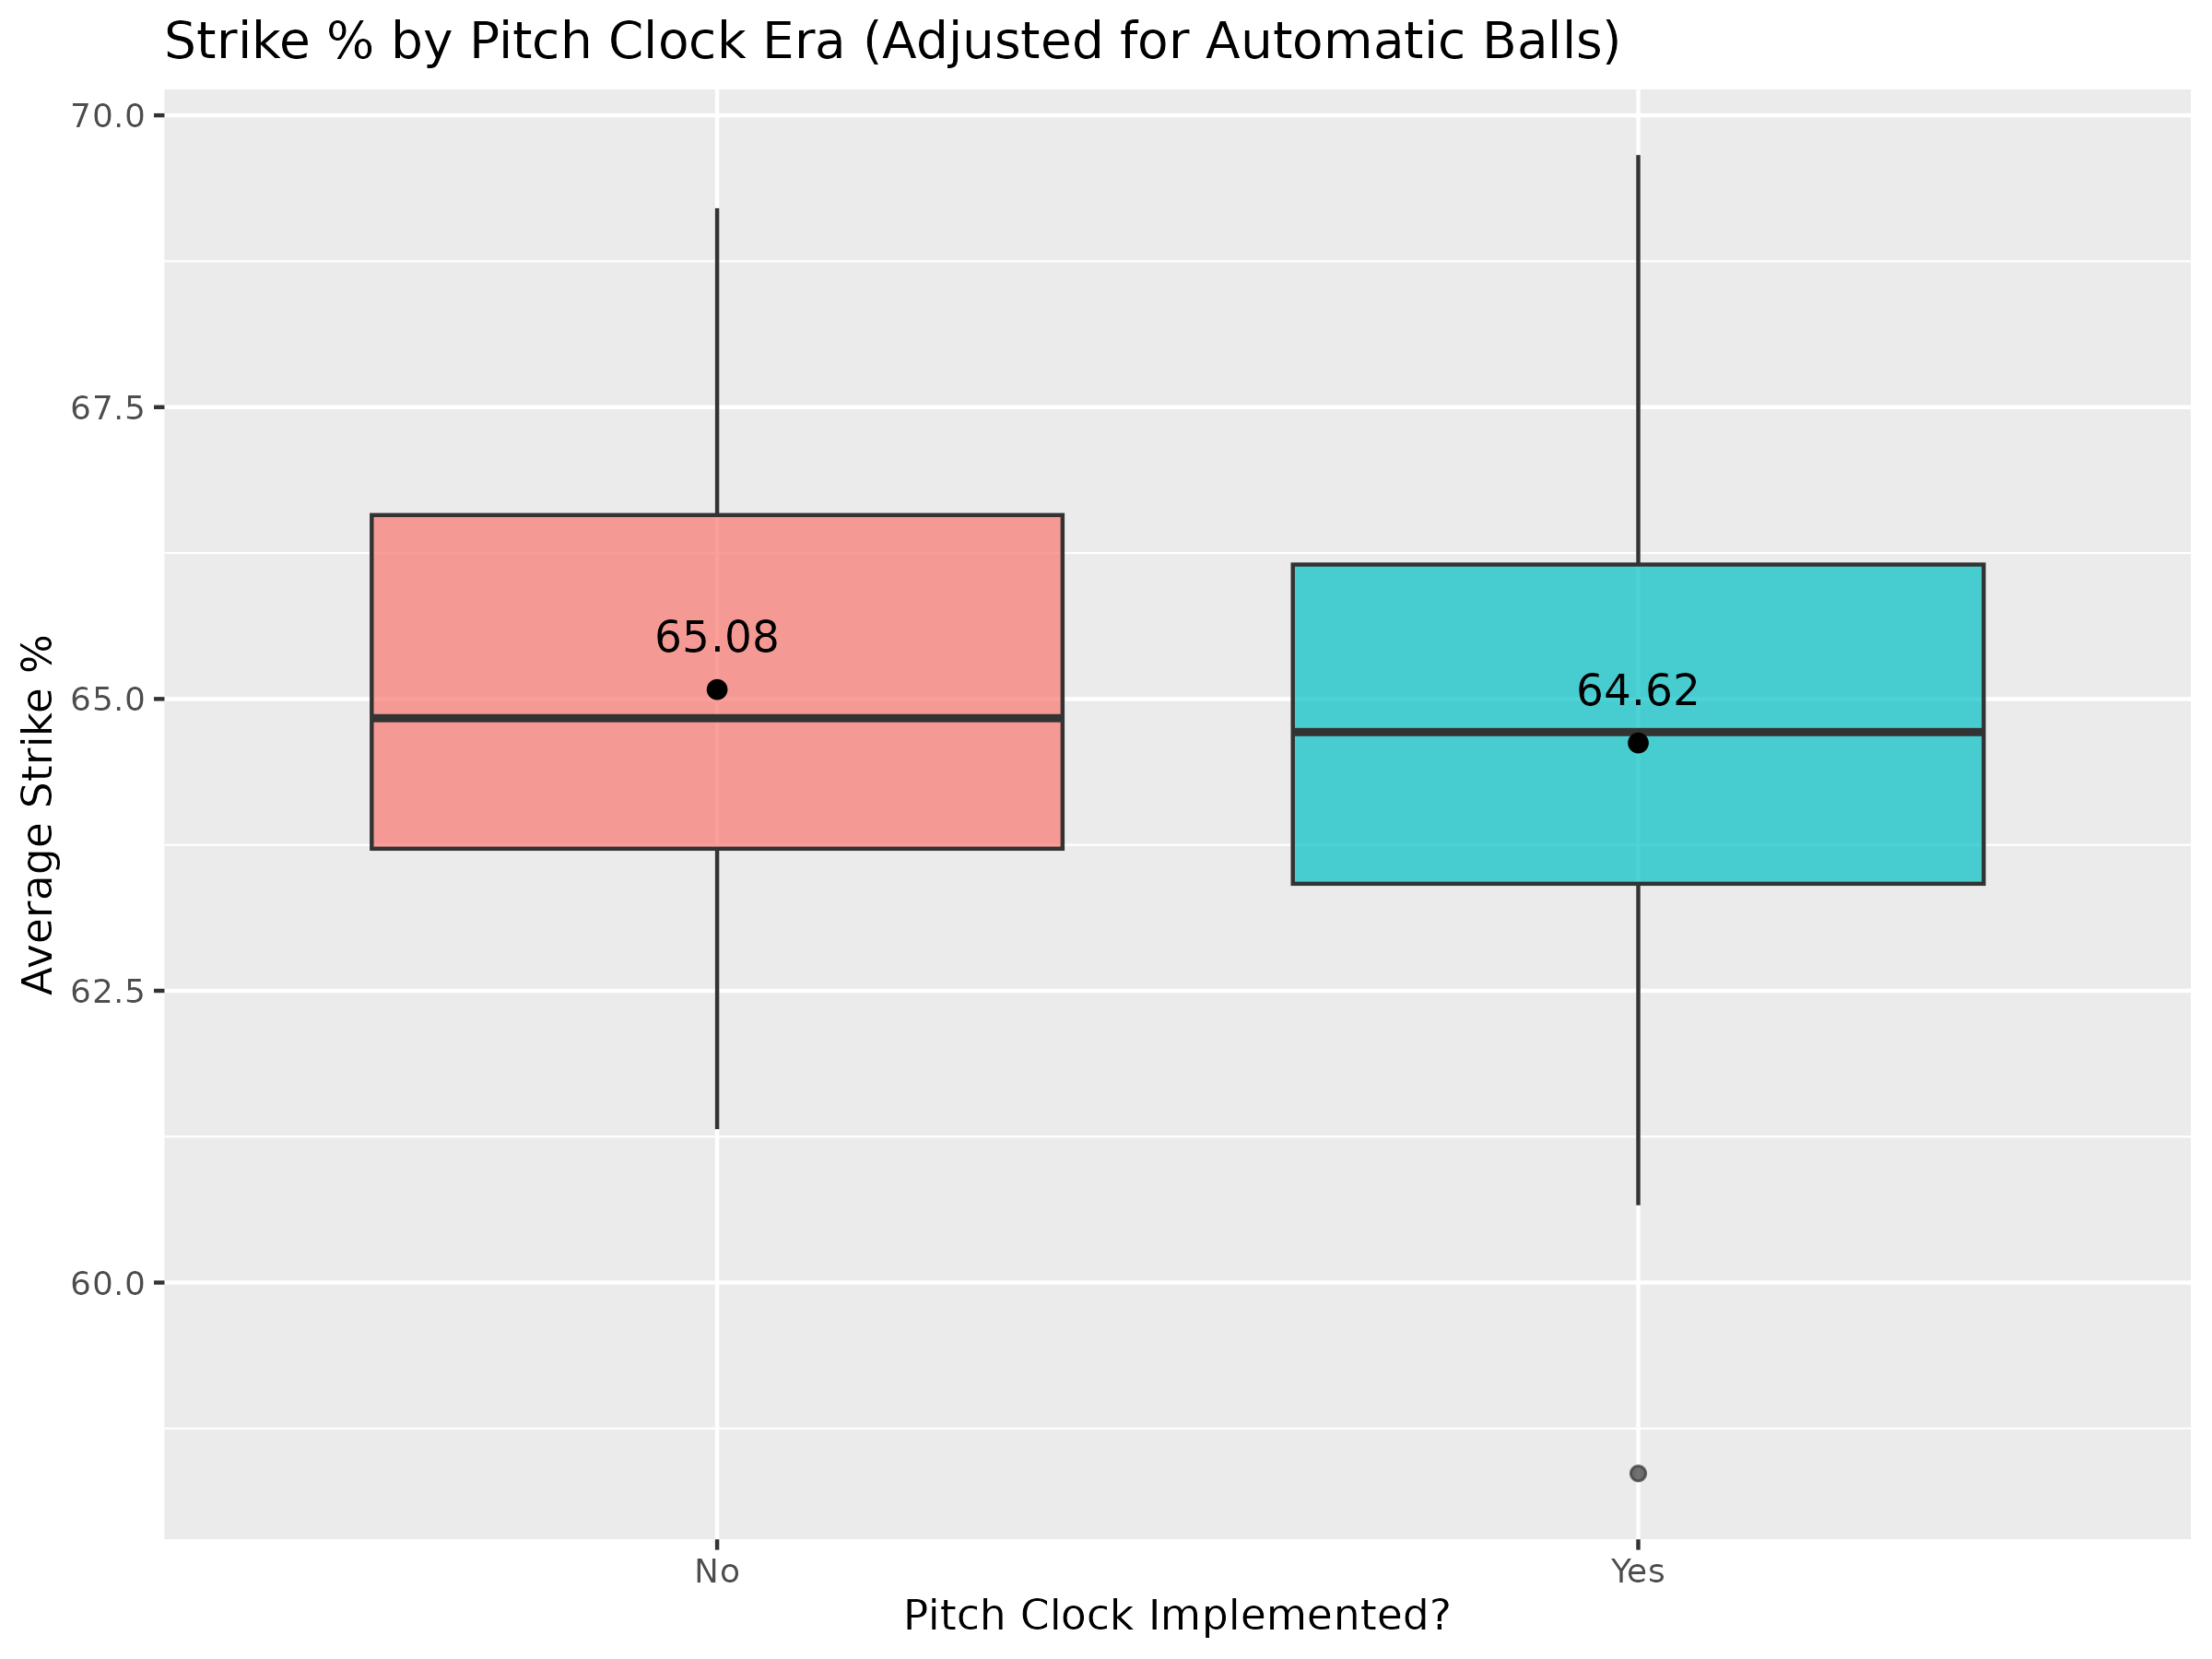 Strike % by Pitch Clock Era (Adjusted for Automatic Balls)
70.0
67.5
65.0
62.5
60.0
Average Strike %
65.08
64.62
No
Yes
Pitch Clock Implemented?